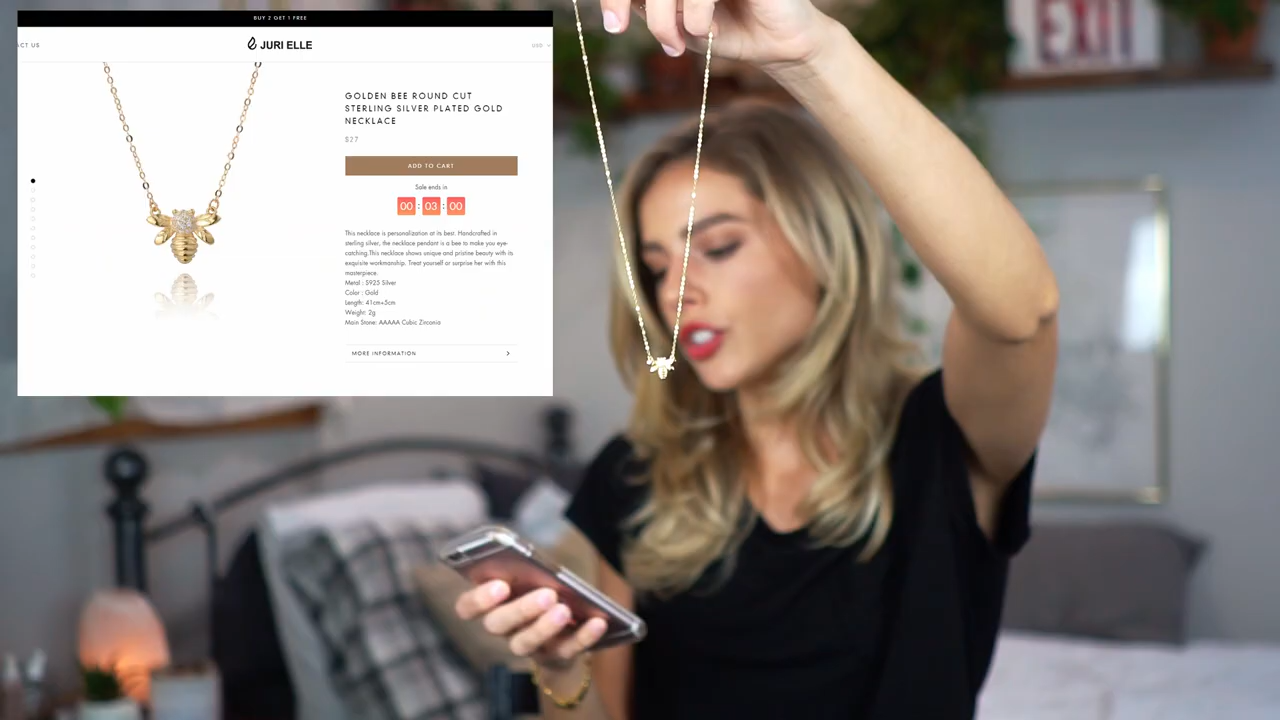 BUY 2 GET 1 FREE
ACT US
JURI ELLE
USD
GOLDEN BEE ROUND CUT
STERLING SILVER PLATED GOLD
NECKLACE
$27
ADD TO CART
Sale ends in
00 : 03 : 00
This necklace is personalization at its best. Handcrafted in
sterling silver, the necklace pendant is a bee to make you eye-
catching.This necklace shows unique and pristine beauty with its
exquisite workmanship. Treat yourself or surprise her with this
masterpiece.
Metal : S925 Silver
Color : Gold
Length: 41cm+5cm
Weight: 2g
Main Stone: AAAAA Cubic Zirconia
MORE INFORMATION
EXIT